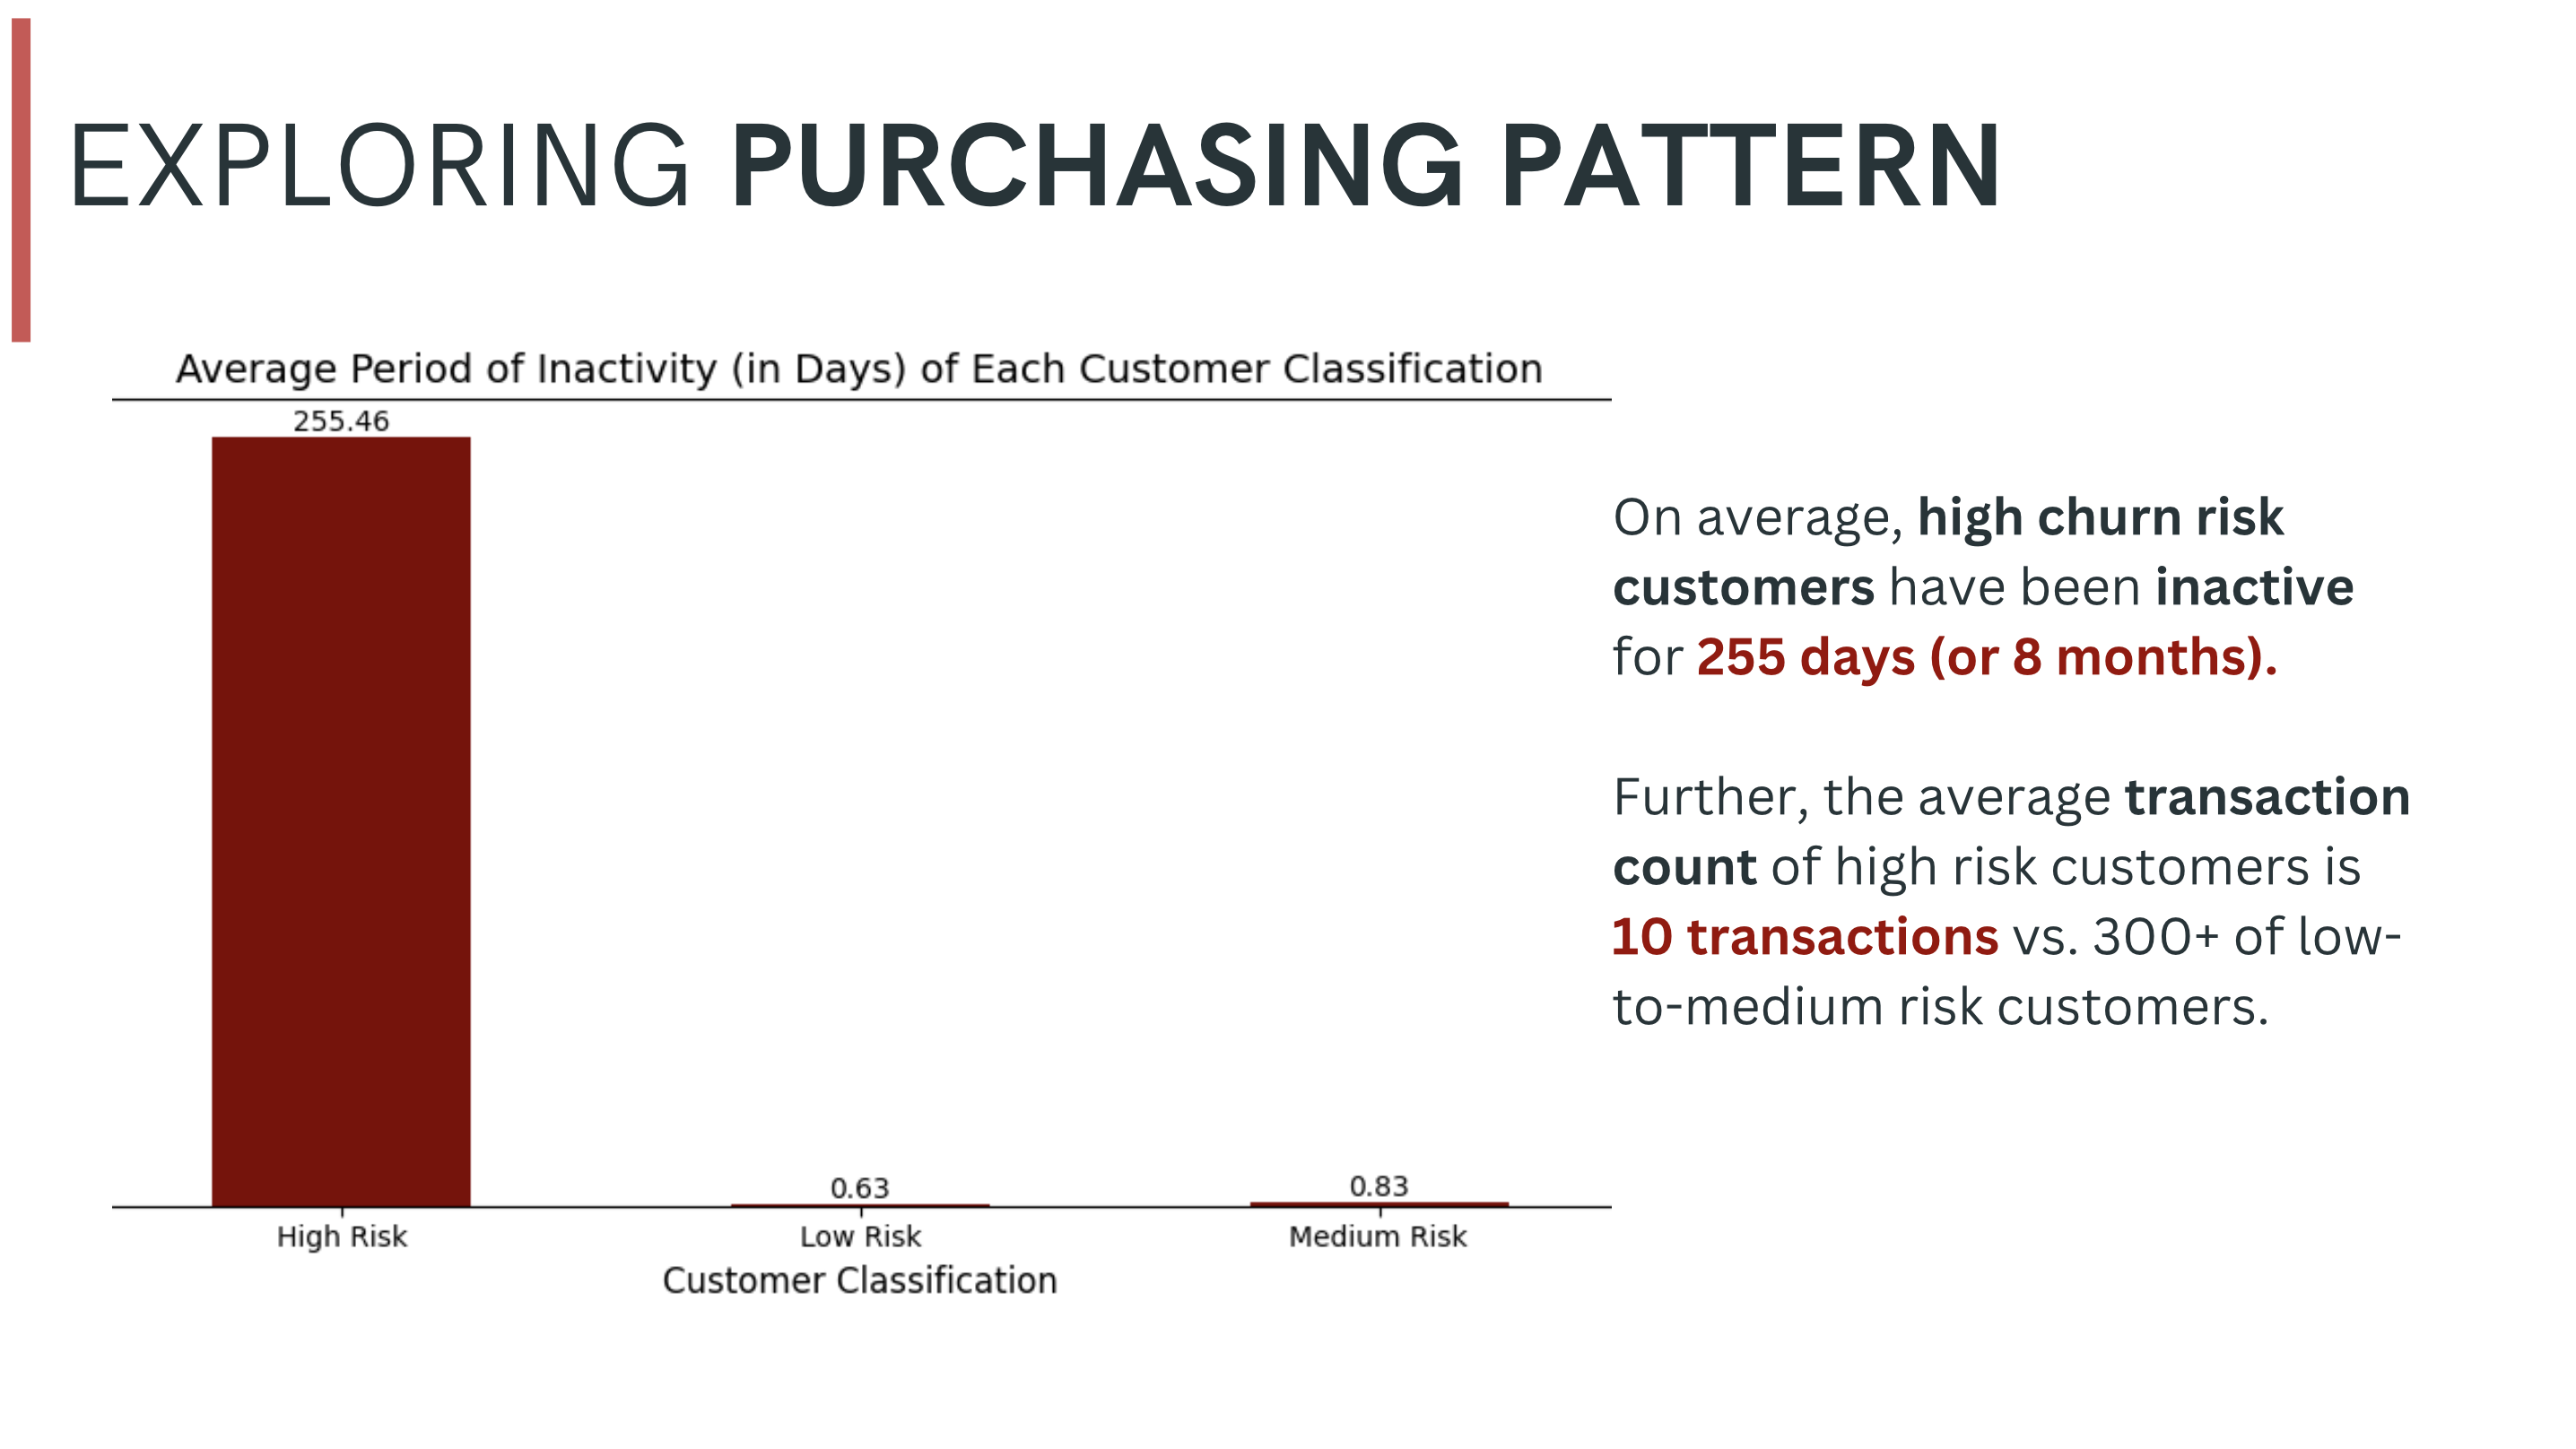 EXPLORING PURCHASING PATTERN
Average Period of Inactivity (in Days) of Each Customer Classification
255.46
0.63
0.83
High Risk
Low Risk
Medium Risk
Customer Classification
On average, high churn risk
customers have been inactive
for 255 days (or 8 months).
Further, the average transaction
count of high risk customers is
10 transactions vs. 300+ of low-
to-medium risk customers.